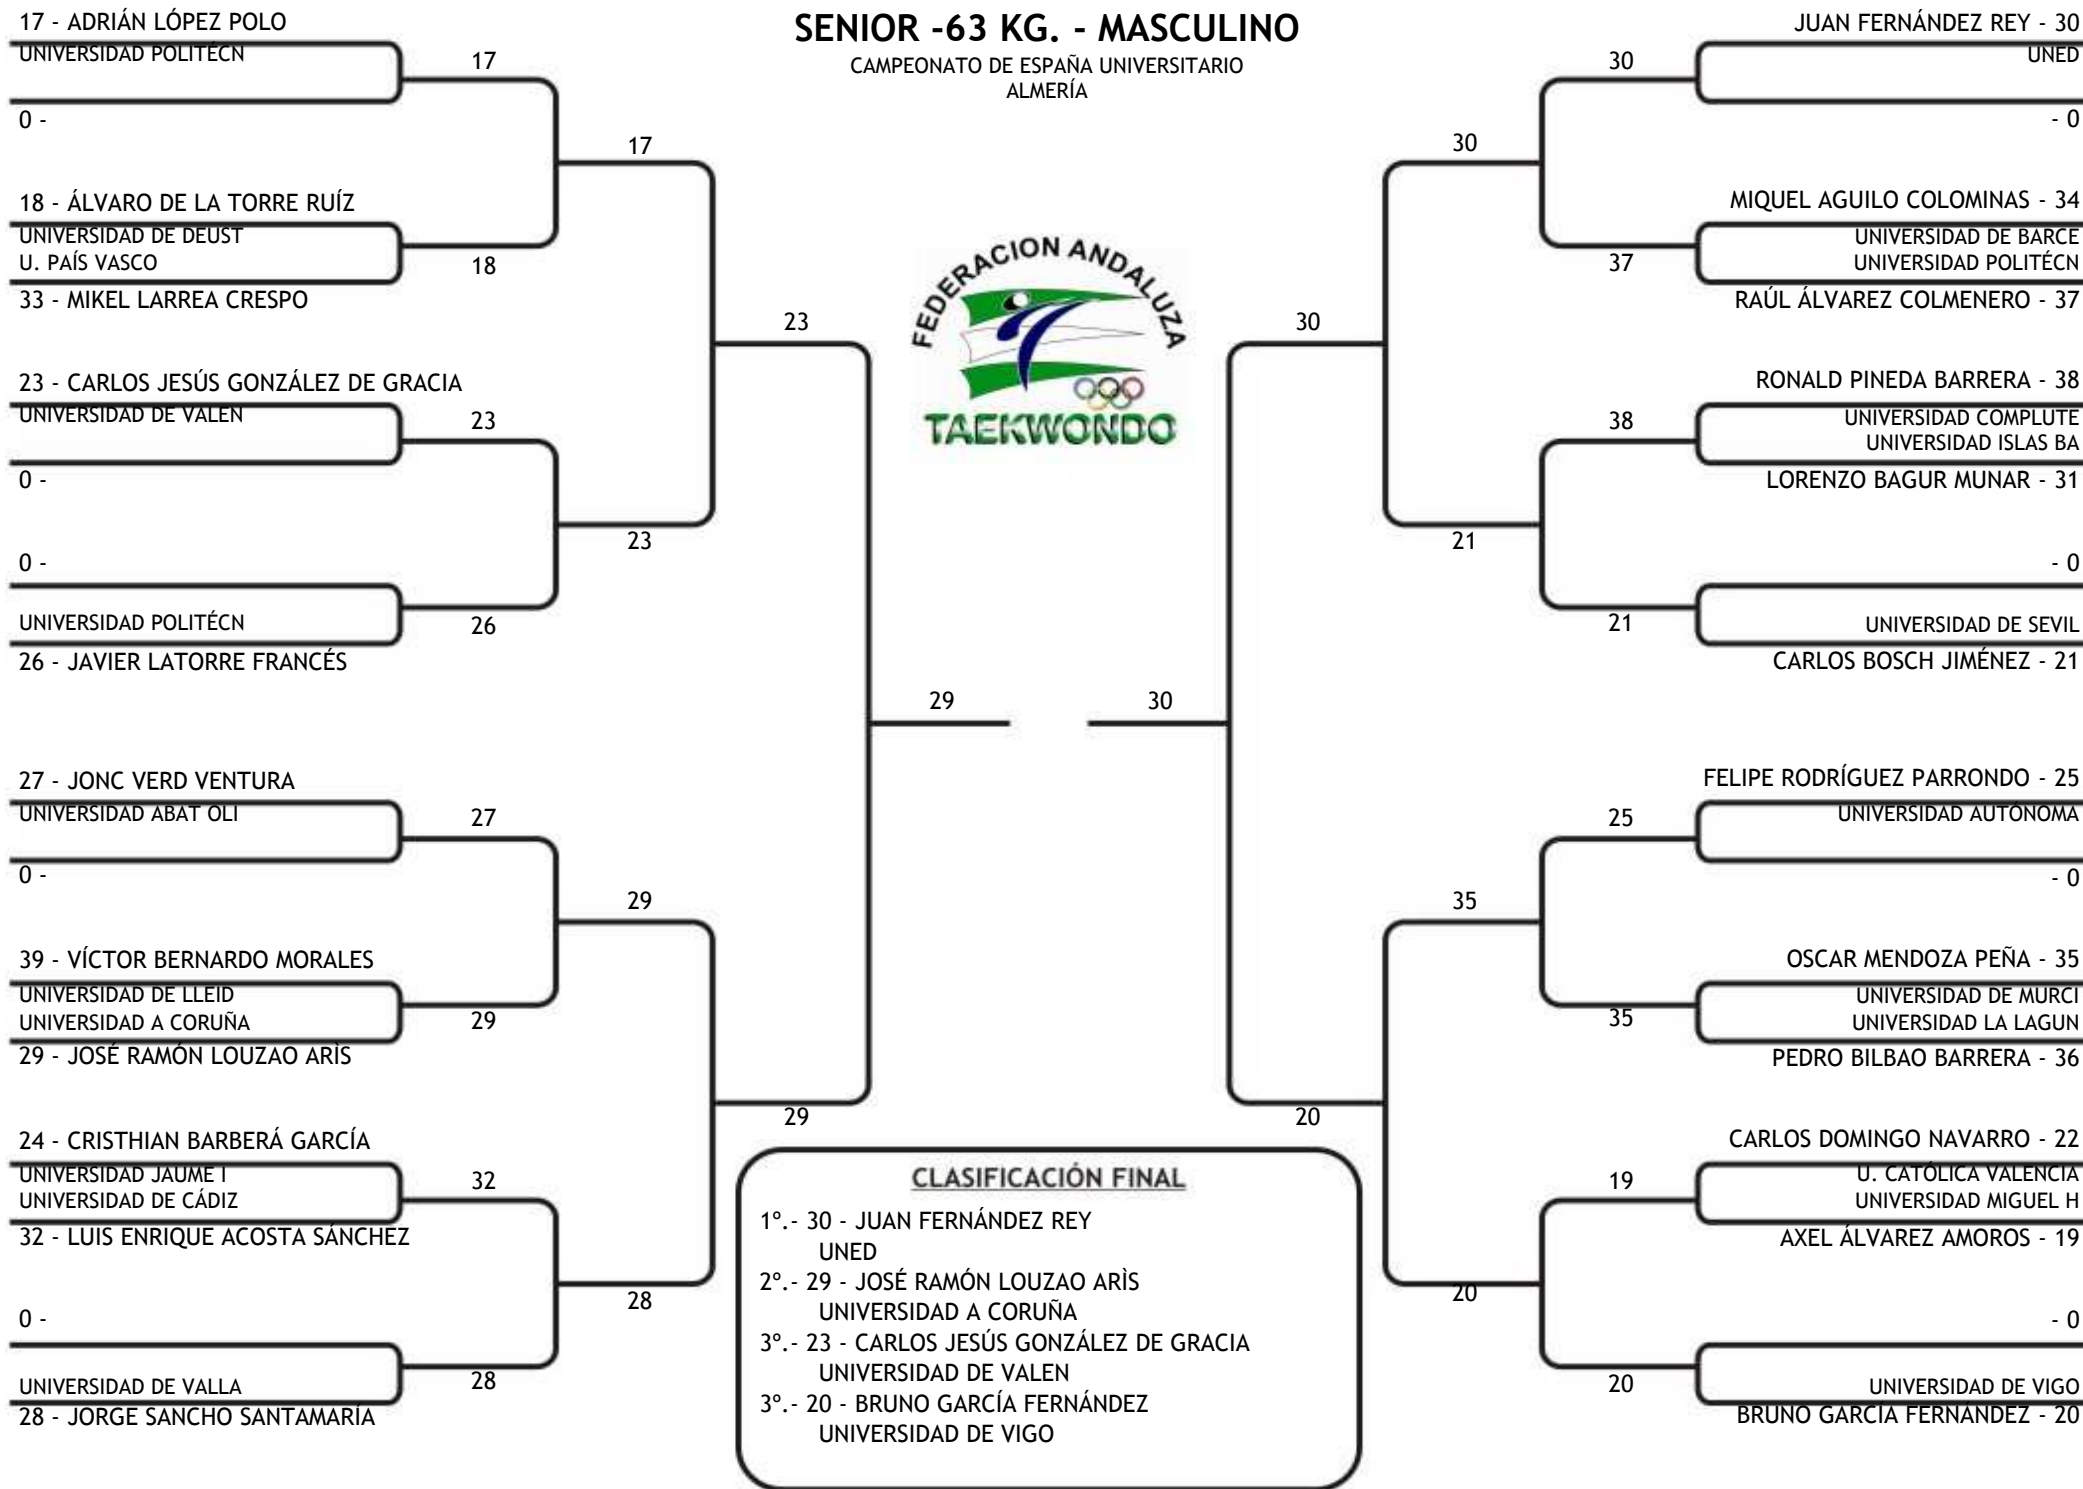 SENIOR -63 KG. - MASCULINO
CAMPEONATO DE ESPAÑA UNIVERSITARIO
ALMERÍA
17 - ADRIÁN LÓPEZ POLO
UNIVERSIDAD POLITÉCN
17
0 -
17
18 - ÁLVARO DE LA TORRE RUÍZ
UNIVERSIDAD DE DEUST
U. PAÍS VASCO
18
33 - MIKEL LARREA CRESPO
23
23 - CARLOS JESÚS GONZÁLEZ DE GRACIA
UNIVERSIDAD DE VALEN
23
0 -
23
0 -
UNIVERSIDAD POLITÉCN
26
26 - JAVIER LATORRE FRANCÉS
29
27 - JONC VERD VENTURA
UNIVERSIDAD ABAT OLI
27
0 -
29
39 - VÍCTOR BERNARDO MORALES
UNIVERSIDAD DE LLEID
UNIVERSIDAD A CORUÑA
29
29 - JOSÉ RAMÓN LOUZAO ARÌS
29
24 - CRISTHIAN BARBERÁ GARCÍA
UNIVERSIDAD JAUME I
UNIVERSIDAD DE CÁDIZ
32
32 - LUIS ENRIQUE ACOSTA SÁNCHEZ
28
0 -
UNIVERSIDAD DE VALLA
28
28 - JORGE SANCHO SANTAMARÍA
FEDERACION ANDALUZA
TAEKWONDO
JUAN FERNÁNDEZ REY - 30
UNED
30
- 0
30
MIQUEL AGUILO COLOMINAS - 34
UNIVERSIDAD DE BARCE
UNIVERSIDAD POLITÉCN
37
RAÚL ÁLVAREZ COLMENERO - 37
30
RONALD PINEDA BARRERA - 38
UNIVERSIDAD COMPLUTE
UNIVERSIDAD ISLAS BA
38
LORENZO BAGUR MUNAR - 31
21
- 0
UNIVERSIDAD DE SEVIL
21
CARLOS BOSCH JIMÉNEZ - 21
30
FELIPE RODRÍGUEZ PARRONDO - 25
UNIVERSIDAD AUTÓNOMA
25
- 0
35
OSCAR MENDOZA PEÑA - 35
UNIVERSIDAD DE MURCI
UNIVERSIDAD LA LAGUN
35
PEDRO BILBAO BARRERA - 36
20
CARLOS DOMINGO NAVARRO - 22
U. CATÓLICA VALENCIA
UNIVERSIDAD MIGUEL H
19
AXEL ÁLVAREZ AMOROS - 19
20
- 0
UNIVERSIDAD DE VIGO
20
BRUNO GARCÍA FERNÁNDEZ - 20
CLASIFICACIÓN FINAL
1º.- 30 - JUAN FERNÁNDEZ REY
UNED
2º.- 29 - JOSÉ RAMÓN LOUZAO ARÌS
UNIVERSIDAD A CORUÑA
3º.- 23 - CARLOS JESÚS GONZÁLEZ DE GRACIA
UNIVERSIDAD DE VALEN
3º.- 20 - BRUNO GARCÍA FERNÁNDEZ
UNIVERSIDAD DE VIGO